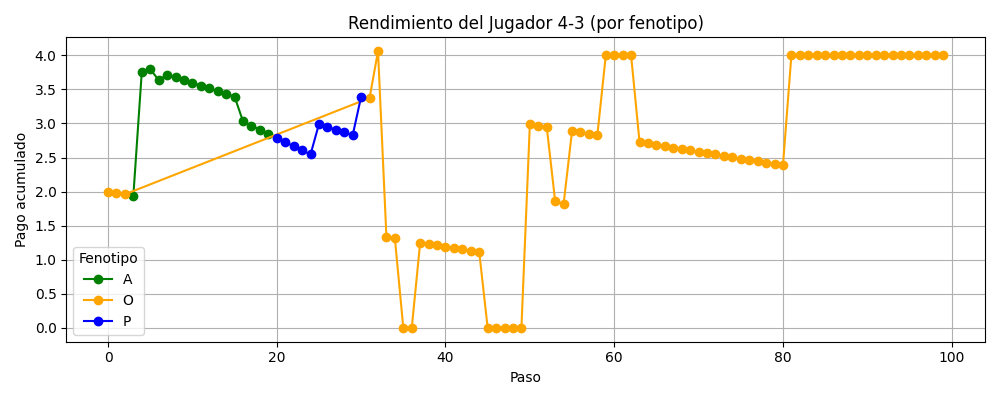 Rendimiento del Jugador 4-3 (por fenotipo)
Pago acumulado
4.0
3.5
3.0
2.5
2.0
1.5
1.0
0.5
0.0
Fenotipo
A
O
P
0 20 40 60 80 100
Paso